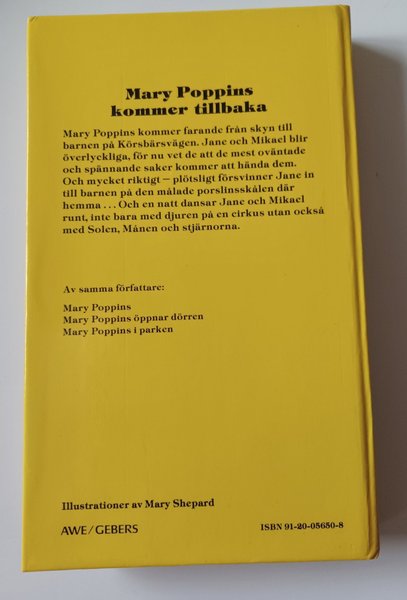 Mary Poppins
kommer tillbaka
Mary Poppins kommer farande från skyn till
barnen på Körsbärsvägen. Jane och Mikael blir
överlyckliga, för nu vet de att de mest oväntade
och spännande saker kommer att hända dem.
Och mycket riktigt – plötsligt försvinner Jane in
till barnen på den målade porslinsskålen där
hemma ... Och en natt dansar Jane och Mikael
runt, inte bara med djuren på en cirkus utan också
med Solen, Månen och stjärnorna.
Av samma författare:
Mary Poppins
Mary Poppins öppnar dörren
Mary Poppins i parken
Illustrationer av Mary Shepard
AWE/GEBERS
ISBN 91-20-05650-8